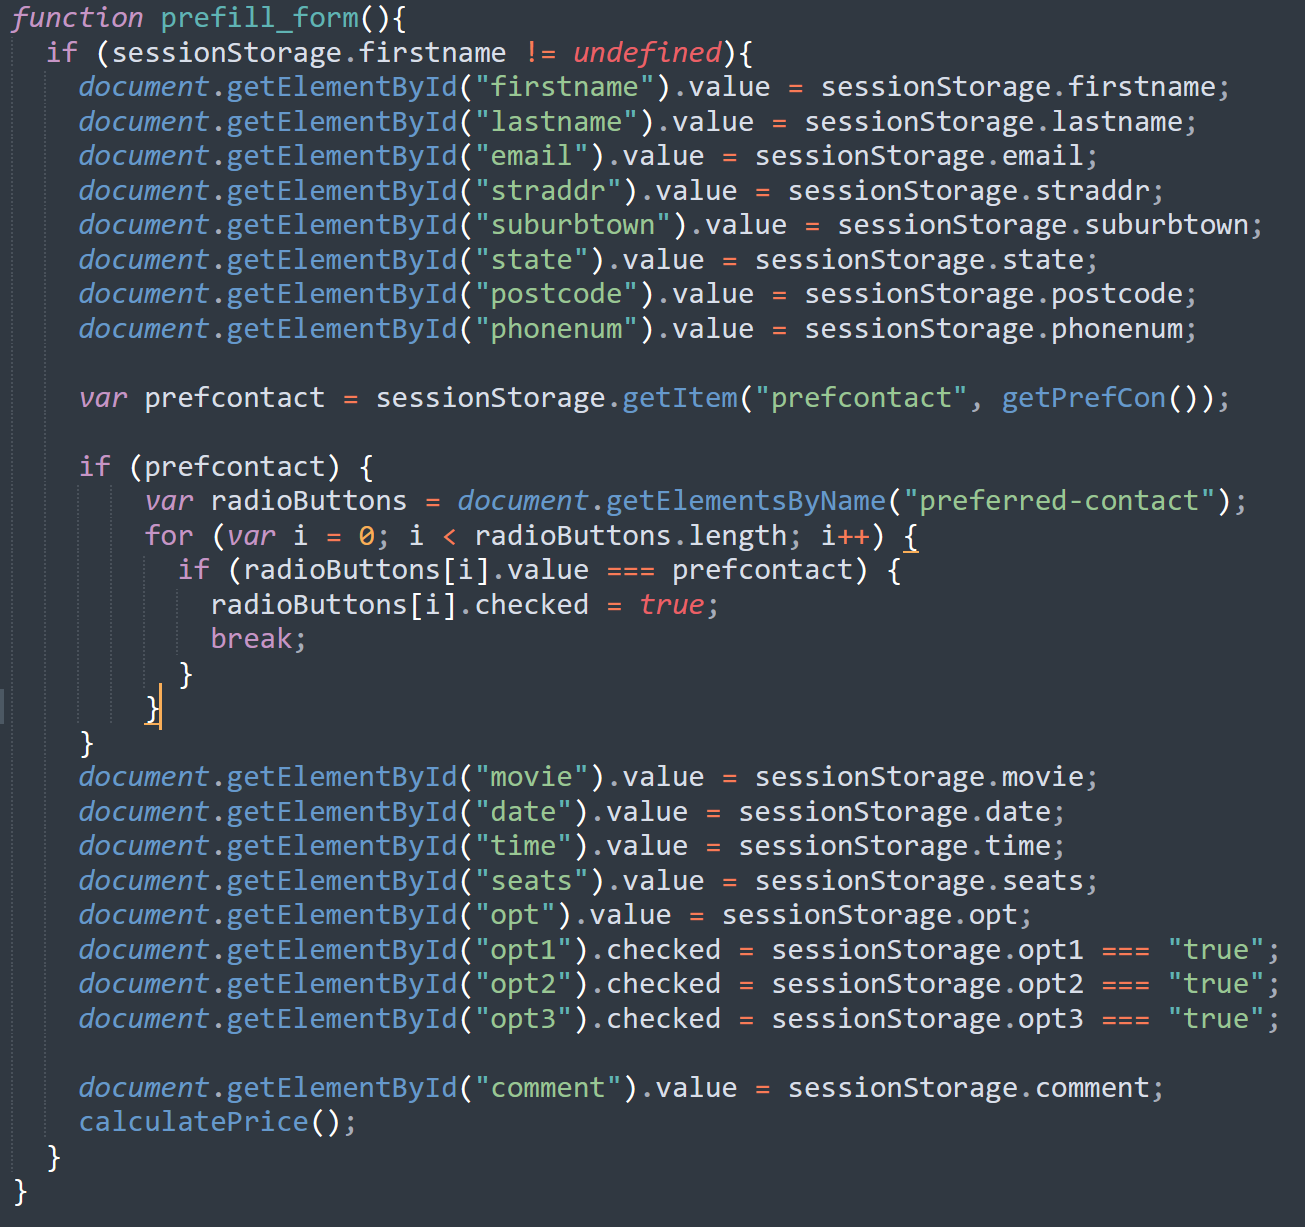 function prefill_form(){
if (sessionStorage.firstname != undefined){
document.getElementById("firstname").value = sessionStorage.firstname;
document.getElementById("lastname").value = sessionStorage.lastname;
document.getElementById("email").value = sessionStorage.email;
document.getElementById("straddr").value = sessionStorage.straddr;
document.getElementById("suburbtown").value = sessionStorage.suburbtown;
document.getElementById("state").value = sessionStorage.state;
document.getElementById("postcode").value = sessionStorage.postcode;
document.getElementById("phonenum").value = sessionStorage.phonenum;
var prefcontact = sessionStorage.getItem("prefcontact", getPrefCon());
if (prefcontact) {
var radioButtons = document.getElementsByName("preferred-contact");
for (var i = 0; i < radioButtons.length; i++) {
if (radioButtons[i].value === prefcontact) {
radioButtons[i].checked = true;
break;
}
}
}
document.getElementById("movie").value = sessionStorage.movie;
document.getElementById("date").value = sessionStorage.date;
document.getElementById("time").value = sessionStorage.time;
document.getElementById("seats").value = sessionStorage.seats;
document.getElementById("opt").value = sessionStorage.opt;
document.getElementById("opt1").checked = sessionStorage.opt1 === "true";
document.getElementById("opt2").checked = sessionStorage.opt2 === "true";
document.getElementById("opt3").checked = sessionStorage.opt3 === "true";
document.getElementById("comment").value = sessionStorage.comment;
calculatePrice();
}
}